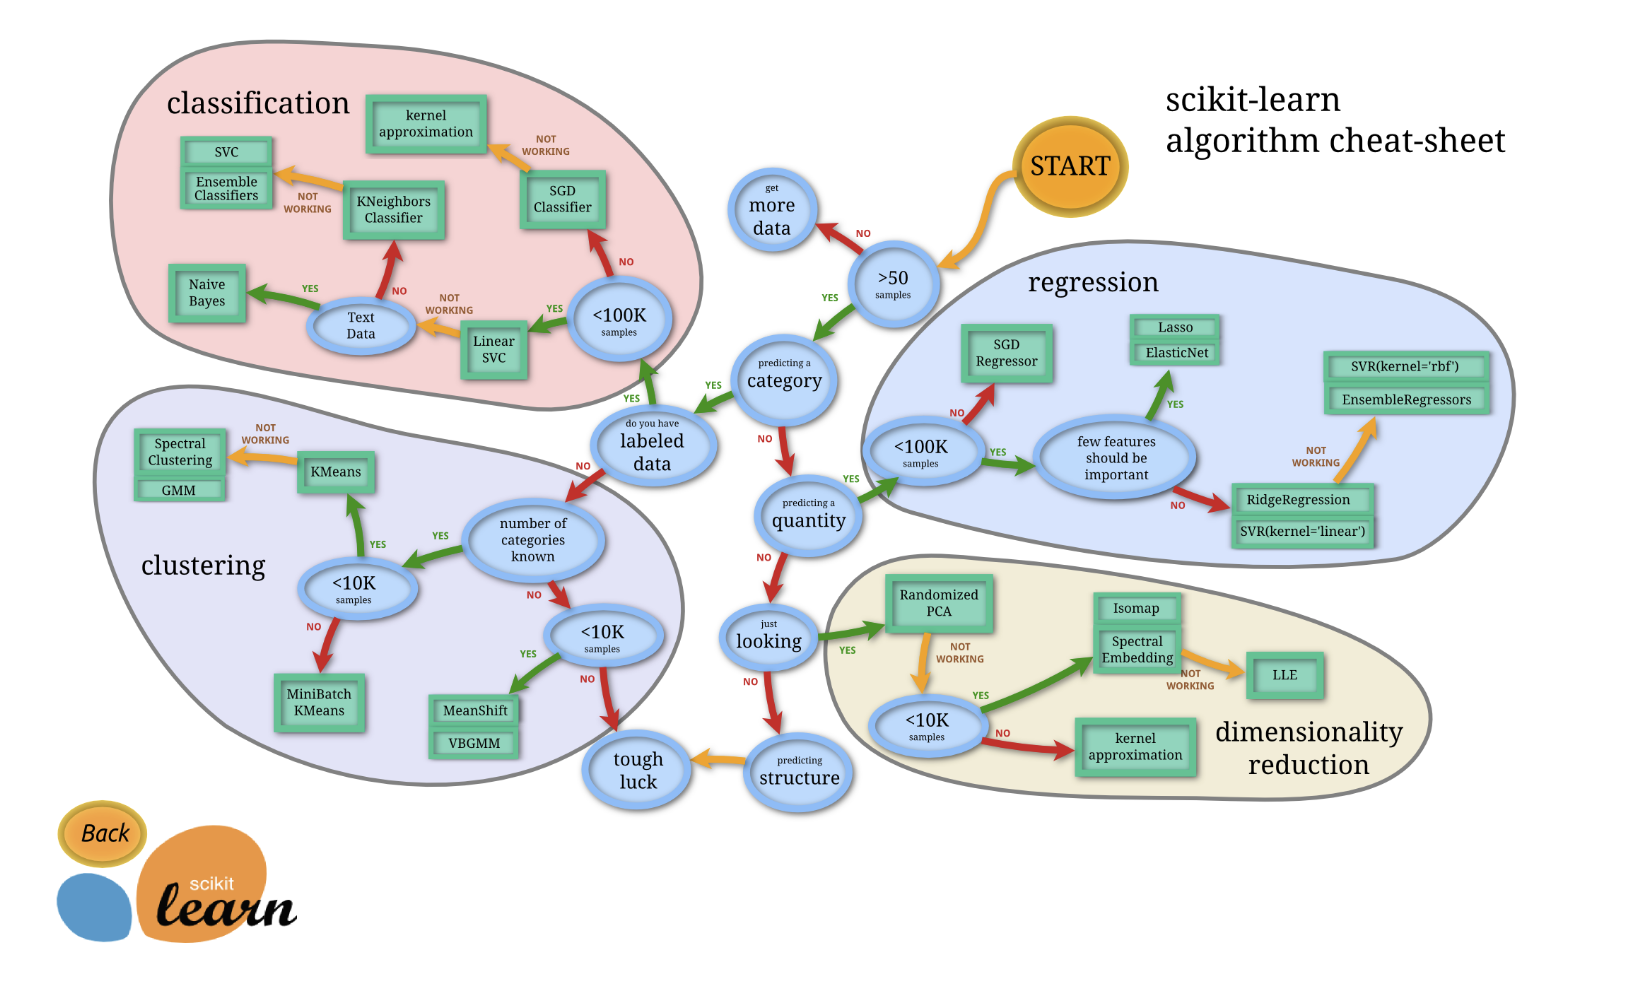 scikit-learn
algorithm cheat-sheet
START
classification
kernel
approximation
NOT
WORKING
SVC
Ensemble
Classifiers
NOT
WORKING
KNeighbors
Classifier
SGD
Classifier
NO
Naive
Bayes
YES
NO
Text
Data
NOT
WORKING
Linear
SVC
YES
<100K
samples
YES
get
more
data
NO
>50
samples
YES
predicting a
category
YES
do you have
labeled
data
NO
NO
predicting a
quantity
YES
NO
just
looking
YES
NO
predicting
structure
tough
luck
regression
SGD
Regressor
NO
<100K
samples
YES
Lasso
ElasticNet
YES
few features
should be
important
NO
SVR(kernel='rbf')
EnsembleRegressors
NOT
WORKING
RidgeRegression
SVR(kernel='linear')
clustering
Spectral
Clustering
GMM
NOT
WORKING
KMeans
YES
number of
categories
known
YES
<10K
samples
NO
MiniBatch
KMeans
NO
<10K
samples
YES
NO
MeanShift
VBGMM
Randomized
PCA
NOT
WORKING
<10K
samples
YES
NO
Isomap
Spectral
Embedding
NOT
WORKING
LLE
kernel
approximation
dimensionality
reduction
Back
scikit
learn